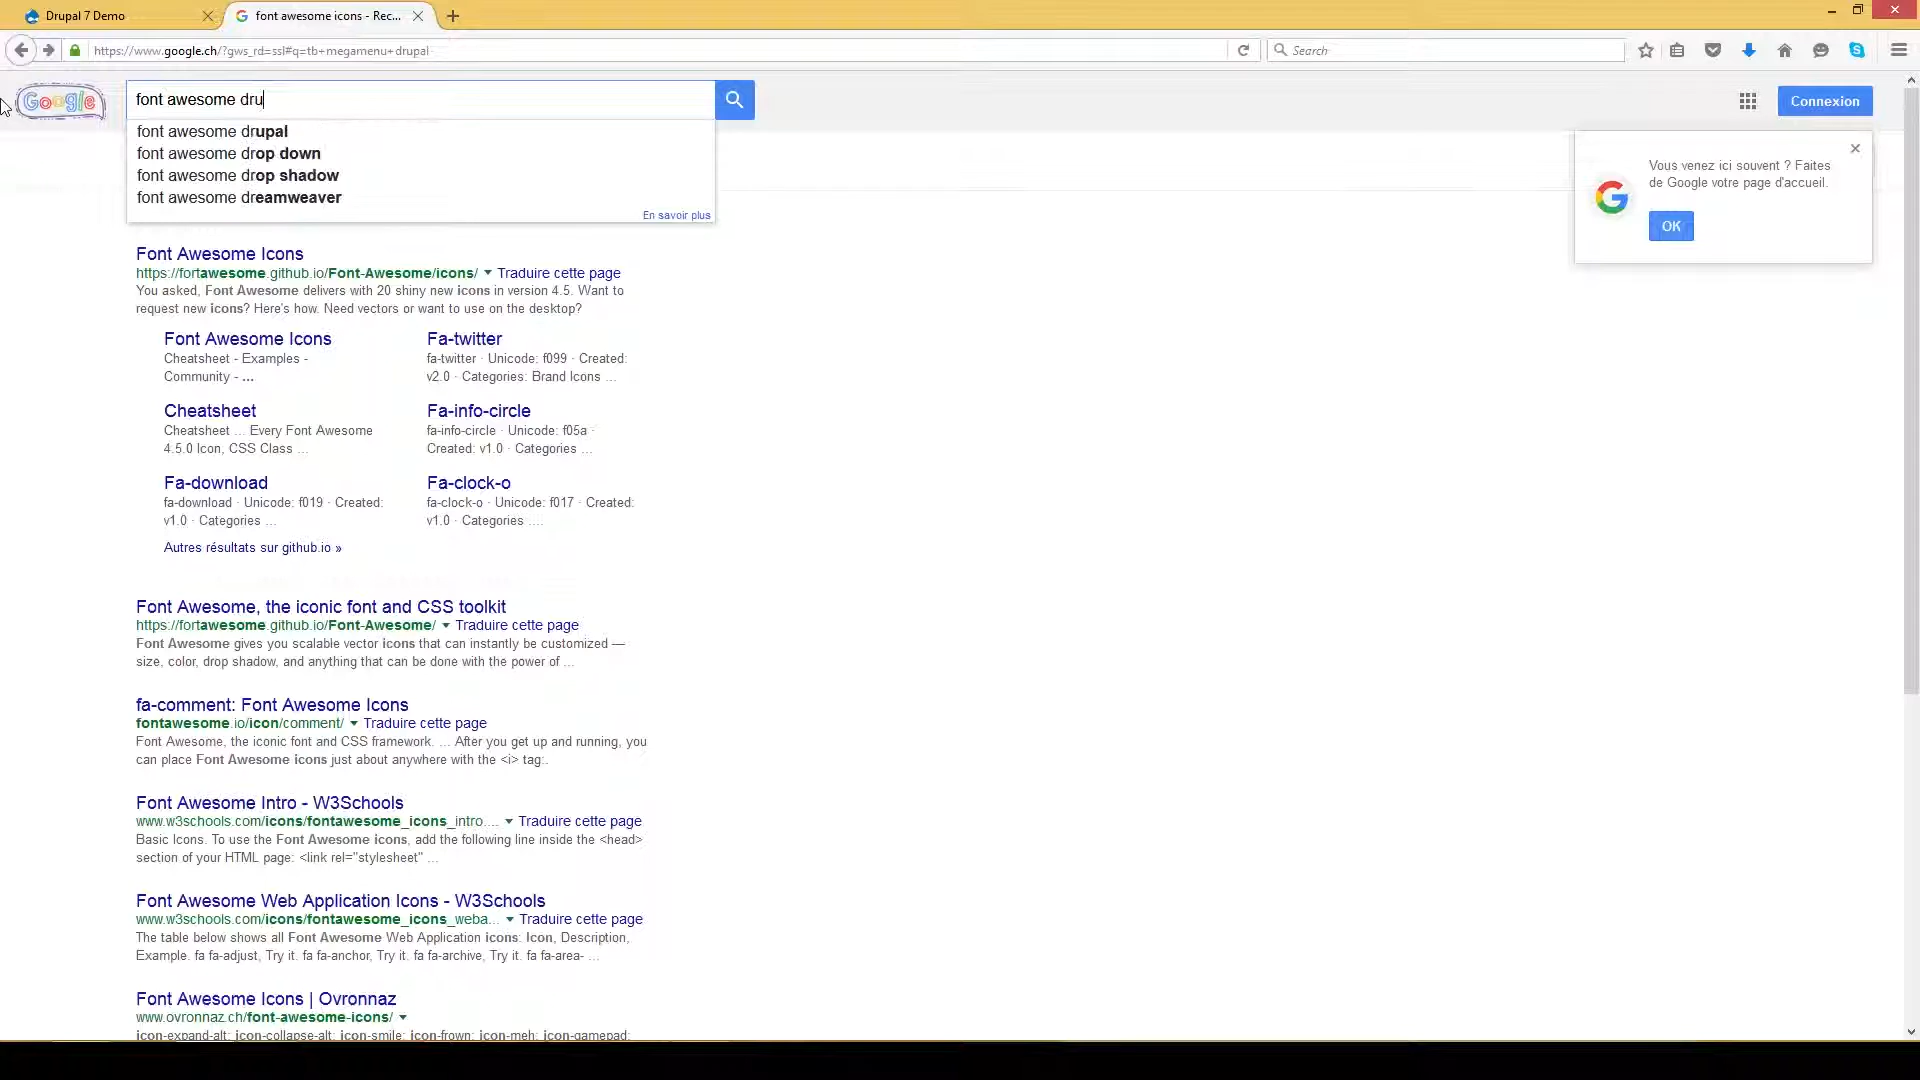 Drupal 7 Demo
font awesome icons - Rec...
https://www.google.ch/?gws_rd=ssl#q=tb+megamenu+drupal
Search
Google
font awesome dru
Connexion
font awesome drupal
font awesome drop down
font awesome drop shadow
font awesome dreamweaver
En savoir plus
Vous venez ici souvent ? Faites
de Google votre page d'accueil.
OK
Font Awesome Icons
https://fortawesome.github.io/Font-Awesome/icons/ Traduire cette page
You asked, Font Awesome delivers with 20 shiny new icons in version 4.5. Want to
request new icons? Here's how. Need vectors or want to use on the desktop?
Font Awesome Icons
Cheatsheet - Examples -
Community - ...
Fa-twitter
fa-twitter · Unicode: f099 · Created:
v2.0 · Categories: Brand Icons ...
Cheatsheet
Cheatsheet ... Every Font Awesome
4.5.0 Icon, CSS Class ...
Fa-info-circle
fa-info-circle · Unicode: f05a ·
Created: v1.0 · Categories ...
Fa-download
fa-download · Unicode: f019 · Created:
v1.0 · Categories ...
Fa-clock-o
fa-clock-o · Unicode: f017 · Created:
v1.0 · Categories ....
Autres résultats sur github.io »
Font Awesome, the iconic font and CSS toolkit
https://fortawesome.github.io/Font-Awesome/ Traduire cette page
Font Awesome gives you scalable vector icons that can instantly be customized —
size, color, drop shadow, and anything that can be done with the power of ...
fa-comment: Font Awesome Icons
fontawesome.io/icon/comment/ Traduire cette page
Font Awesome, the iconic font and CSS framework. ... After you get up and running, you
can place Font Awesome icons just about anywhere with the <i> tag:.
Font Awesome Intro - W3Schools
www.w3schools.com/icons/fontawesome_icons_intro.... Traduire cette page
Basic Icons. To use the Font Awesome icons, add the following line inside the <head>
section of your HTML page: <link rel="stylesheet" ...
Font Awesome Web Application Icons - W3Schools
www.w3schools.com/icons/fontawesome_icons_weba... Traduire cette page
The table below shows all Font Awesome Web Application icons: Icon, Description,
Example. fa fa-adjust, Try it. fa fa-anchor, Try it. fa fa-archive, Try it. fa fa-area- ...
Font Awesome Icons | Ovronnaz
www.ovronnaz.ch/font-awesome-icons/
icon-expand-alt; icon-collapse-alt; icon-smile; icon-frown; icon-meh; icon-gamepad;